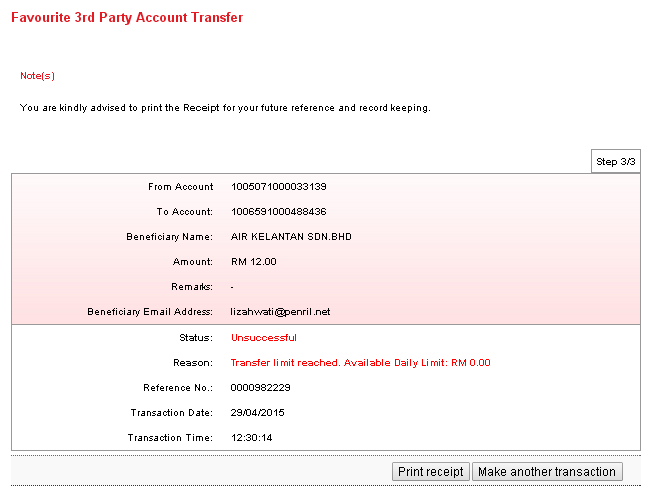 Favourite 3rd Party Account Transfer
Note(s)
You are kindly advised to print the Receipt for your future reference and record keeping.
Step 3/3
From Account 1005071000033139
To Account: 1006591000488436
Beneficiary Name: AIR KELANTAN SDN.BHD
Amount: RM 12.00
Remarks: -
Beneficiary Email Address: lizahwati@penril.net
Status: Unsuccessful
Reason: Transfer limit reached. Available Daily Limit: RM 0.00
Reference No.: 0000982229
Transaction Date: 29/04/2015
Transaction Time: 12:30:14
Print receipt Make another transaction